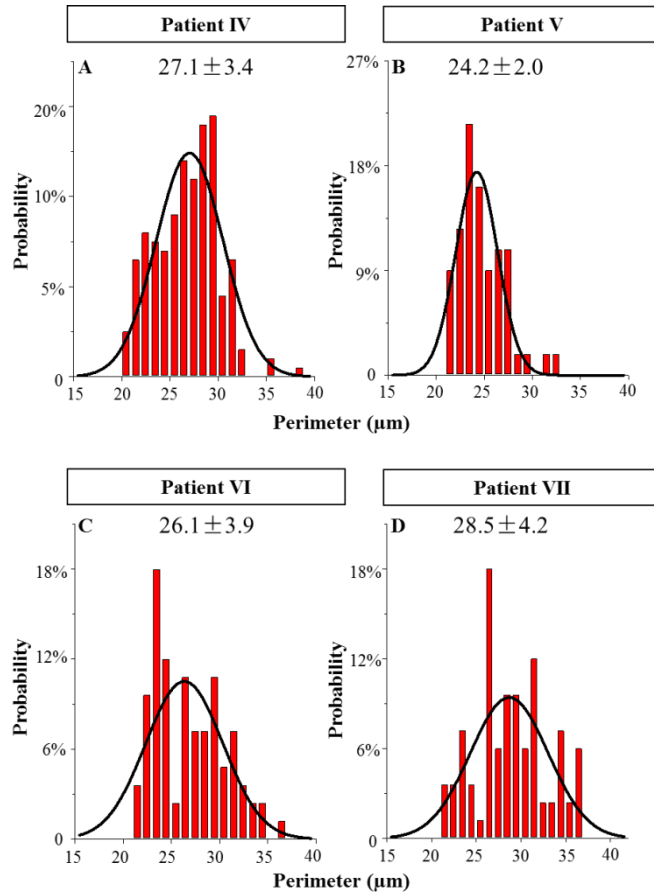 Patient IV
A
27.1±3.4
20%
10%
5%
0
Probability
15 20 25 30 35 40
Perimeter (µm)
Patient V
B
24.2±2.0
27%
18%
9%
0
Probability
15 20 25 30 35 40
Patient VI
C
26.1±3.9
18%
12%
6%
0
Probability
15 20 25 30 35 40
Perimeter (µm)
Patient VII
D
28.5±4.2
18%
12%
6%
0
Probability
15 20 25 30 35 40
Perimeter (µm)